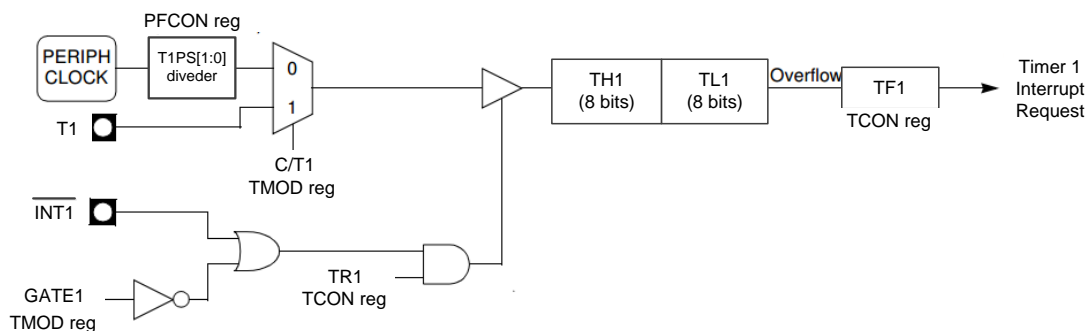 PFCON reg
PERIPH
CLOCK
T1PS[1:0]
diveder
0
1
T1
C/T1
TMOD reg
TH1
(8 bits)
TL1
(8 bits)
Overflow
TF1
TCON reg
Timer 1
Interrupt
Request
INT1
TR1
TCON reg
GATE1
TMOD reg